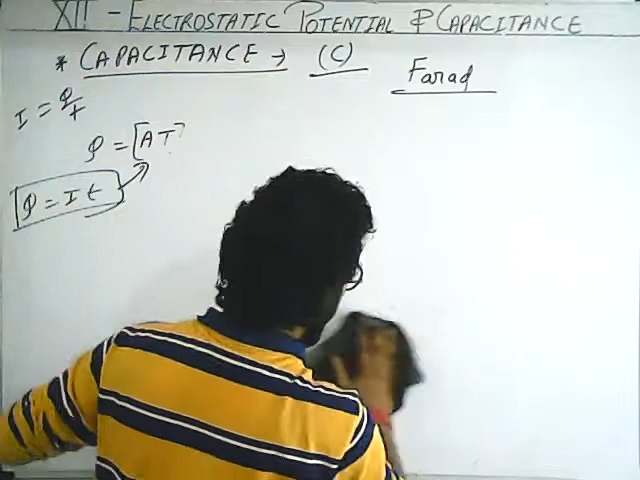 XII - ELECTROSTATIC POTENTIAL & CAPACITANCE
* CAPACITANCE → (C) Farad
I = Q/t
Q = [AT]
Q = It